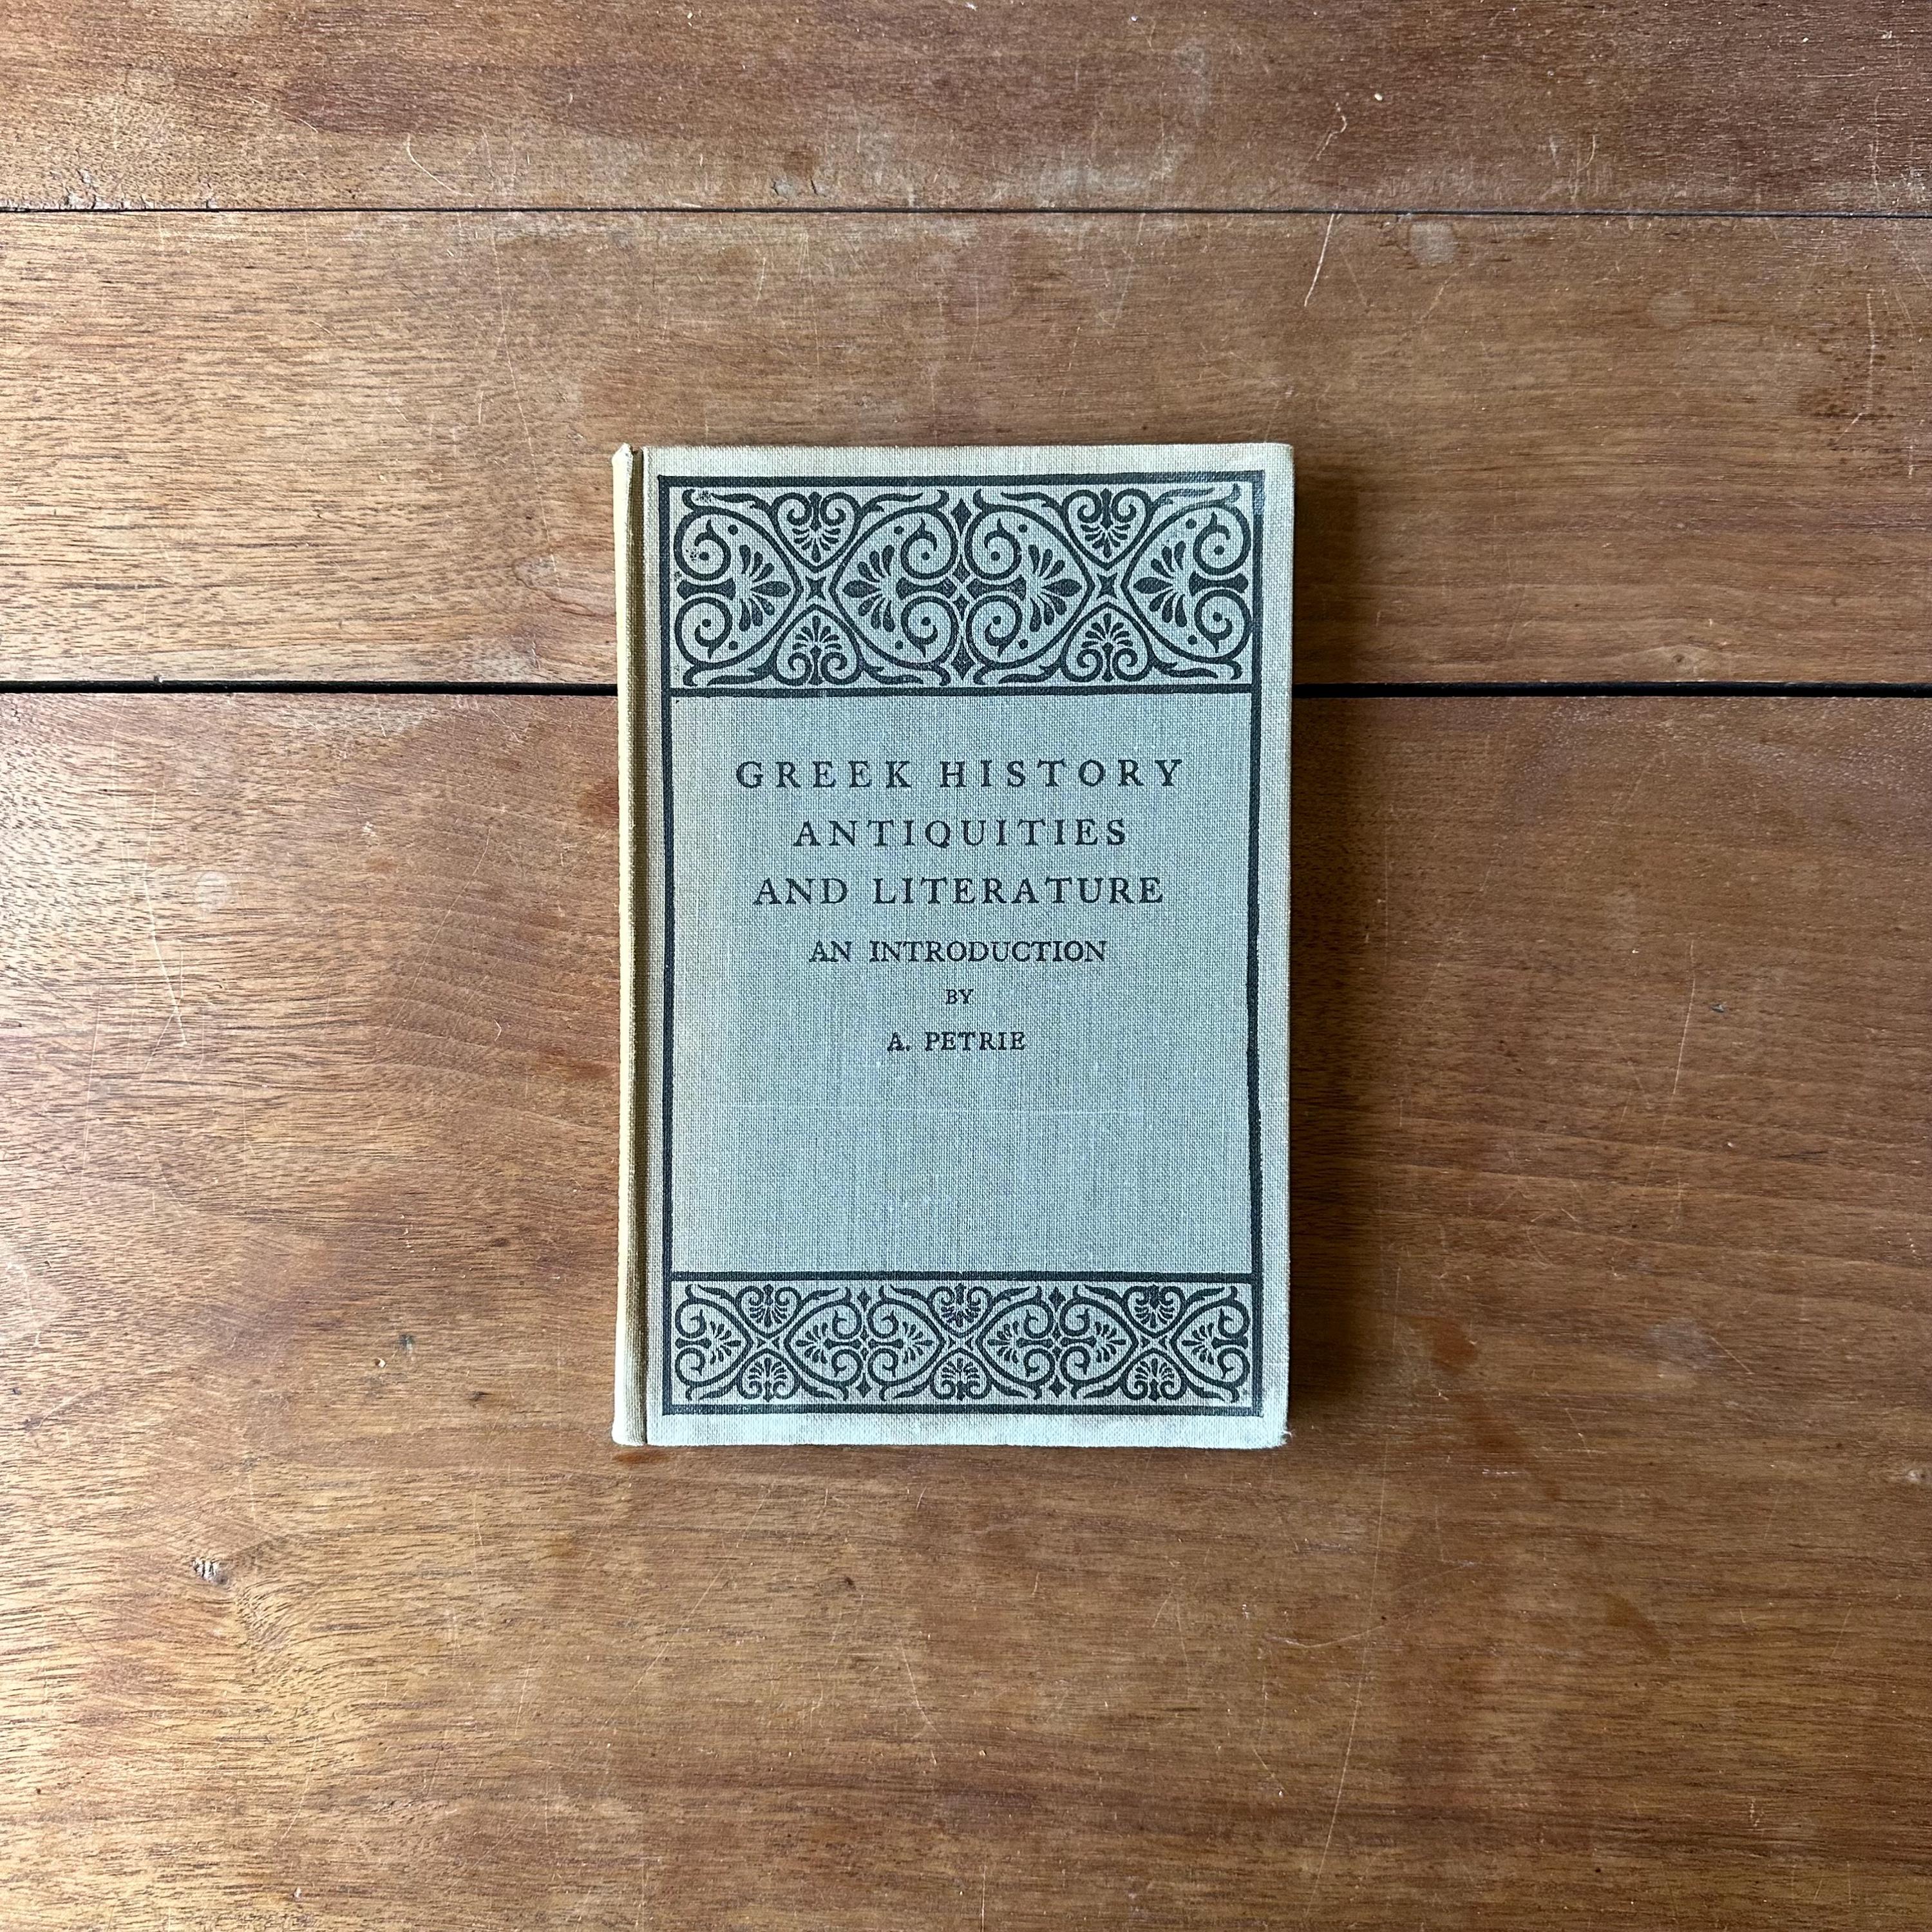 GREEK HISTORY
ANTIQUITIES
AND LITERATURE
AN INTRODUCTION
BY
A. PETRIE